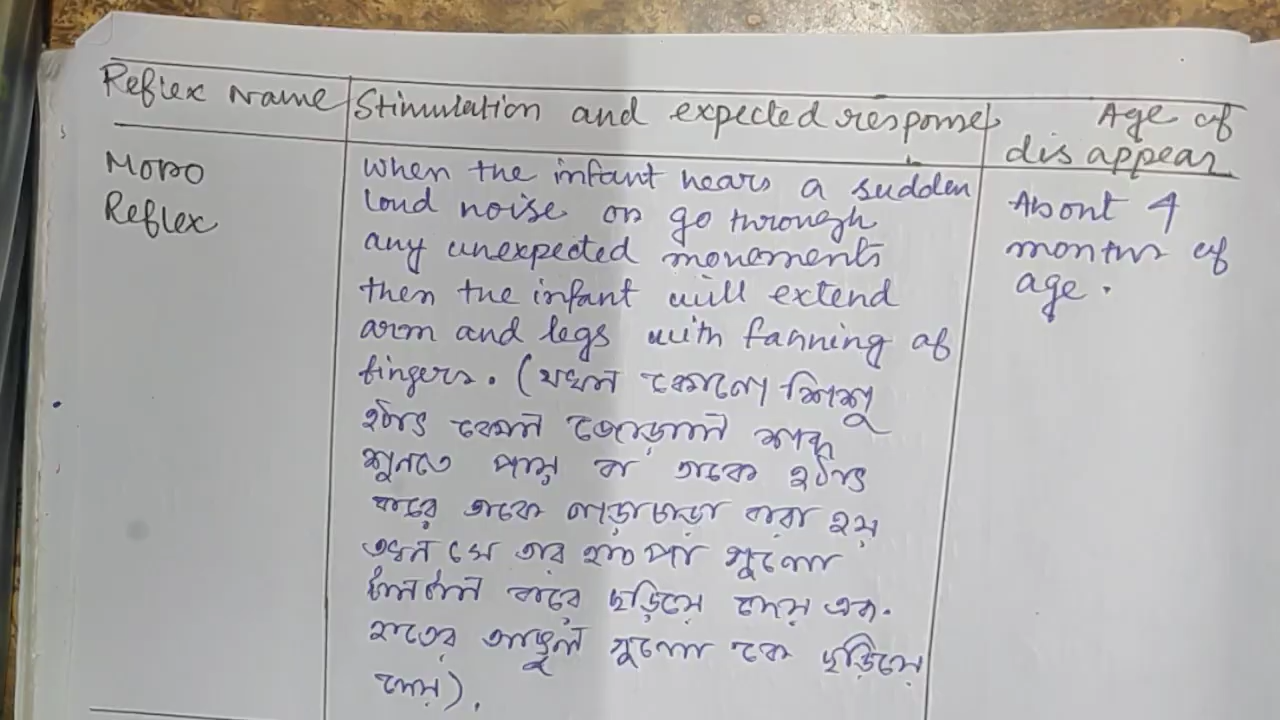 Reflex Name
Stimulation and expected response
Age of
disappear
Moro
Reflex
When the infant hears a sudden
loud noise or go through
any unexpected movements
then the infant will extend
arm and legs with fanning of
fingers. (যখন কোনো শিশু
হঠাৎ কোন জোড়াল শব্দ
শুনতে পায় বা তাকে হঠাৎ
করে তাকে নাড়াচাড়া করা হয়
তখন সে তার হাত পা গুলো
টানটান করে ছড়িয়ে দেয় এবং
হাতের আঙুল গুলো কে ছড়িয়ে
দেয়).
About 4
months of
age.